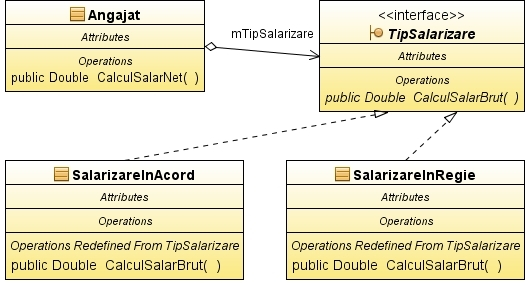 Angajat
Attributes
Operations
public Double CalculSalarNet( )
mTipSalarizare
<<interface>>
TipSalarizare
Attributes
Operations
public Double CalculSalarBrut( )
SalarizareInAcord
Attributes
Operations
Operations Redefined From TipSalarizare
public Double CalculSalarBrut( )
SalarizareInRegie
Attributes
Operations
Operations Redefined From TipSalarizare
public Double CalculSalarBrut( )